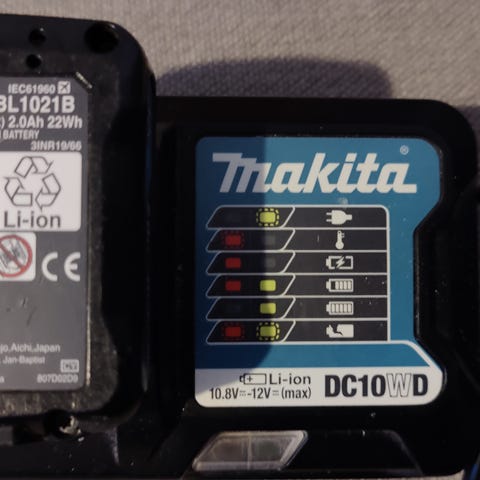 IEC61960
BL1021B
2.0Ah 22Wh
BATTERY
3INR19/66
Li-ion
CE
Aichi,Japan
Jan-Baptist
807D02D9
makita®
Li-ion
10.8V⎓-12V⎓(max)
DC10WD